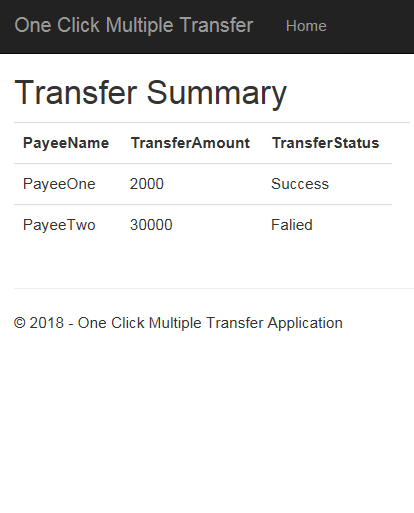 One Click Multiple Transfer Home
Transfer Summary
PayeeName TransferAmount TransferStatus
PayeeOne 2000 Success
PayeeTwo 30000 Falied
© 2018 - One Click Multiple Transfer Application